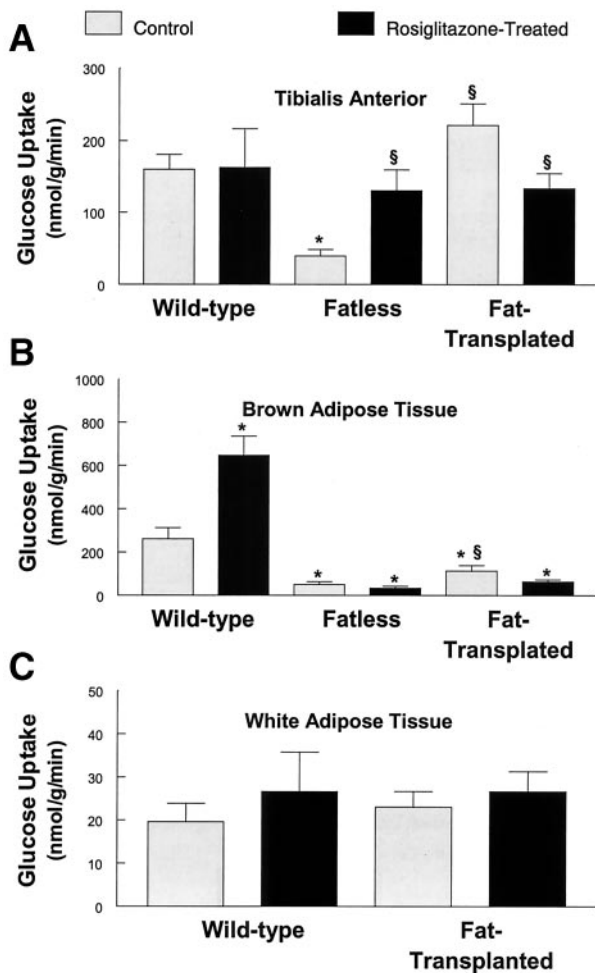 Control Rosiglitazone-Treated
A
Glucose Uptake
(nmol/g/min)
300
200
100
0
Tibialis Anterior
*
§
§
§
Wild-type Fatless Fat-
Transplated
B
Glucose Uptake
(nmol/g/min)
1000
800
600
400
200
0
Brown Adipose Tissue
*
*
*
* §
*
Wild-type Fatless Fat-
Transplated
C
Glucose Uptake
(nmol/g/min)
50
40
30
20
10
0
White Adipose Tissue
Wild-type Fat-
Transplanted